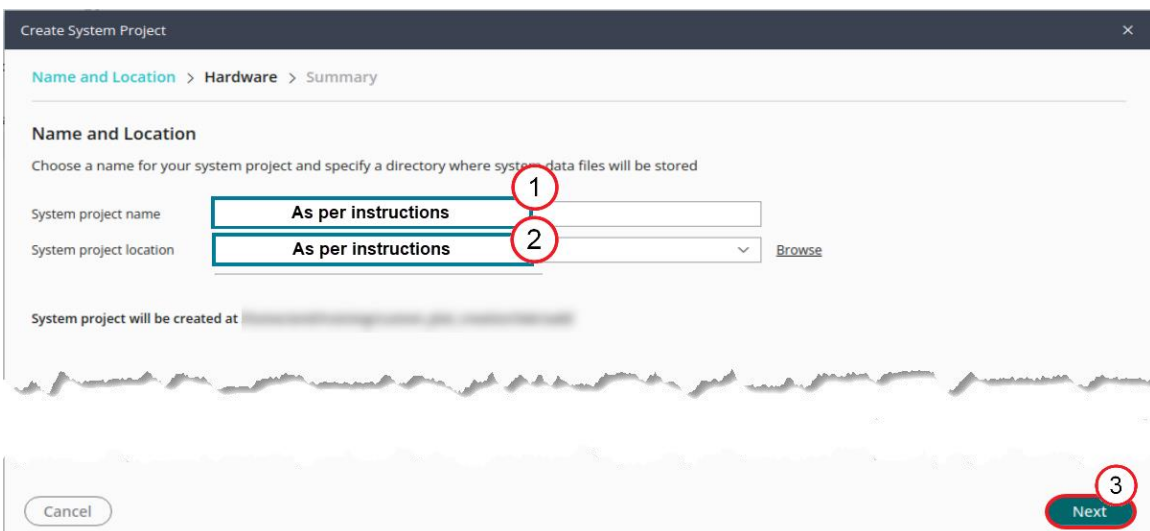 Create System Project ×
Name and Location > Hardware > Summary
Name and Location
Choose a name for your system project and specify a directory where system data files will be stored
1
System project name As per instructions
2
System project location As per instructions Browse
System project will be created at
3
Cancel Next